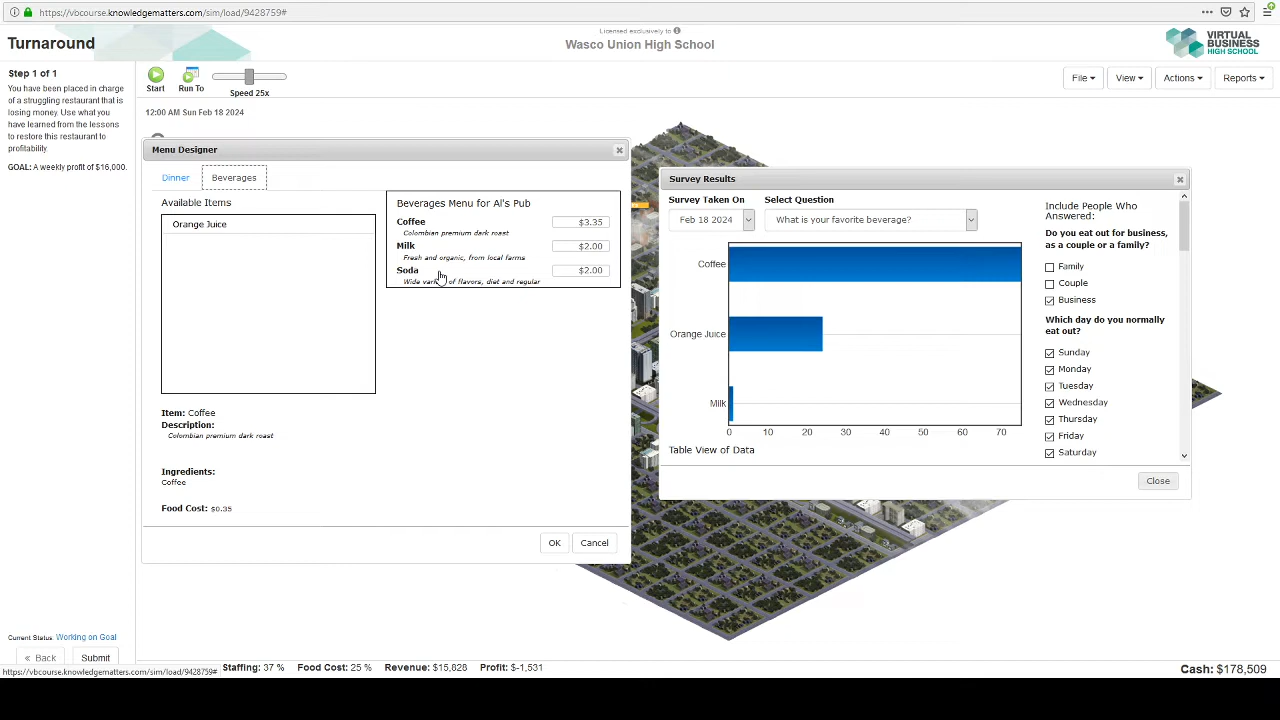 https://vbcourse.knowledgematters.com/sim/load/9428759#
Turnaround
Licensed exclusively to
Wasco Union High School
VIRTUAL
BUSINESS
HIGH SCHOOL
Step 1 of 1
You have been placed in charge
of a struggling restaurant that is
losing money. Use what you
have learned from the lessons
to restore this restaurant to
profitability
GOAL: A weekly profit of $16,000.
Start
Run To
Speed 25x
File
View
Actions
Reports
12:00 AM Sun Feb 18 2024
Menu Designer
Dinner
Beverages
Available Items
Orange Juice
Beverages Menu for Al's Pub
Coffee $3.35
Colombian premium dark roast
Milk $2.00
Fresh and organic, from local farms
Soda $2.00
Wide of flavors, diet and regular
Item: Coffee
Description:
Colombian premium dark roast
Ingredients:
Coffee
Food Cost: $0.35
OK
Cancel
Survey Results
Survey Taken On
Feb 18 2024
Select Question
What is your favorite beverage?
Coffee
Orange Juice
Milk
0 10 20 30 40 50 60 70
Table View of Data
Include People Who
Answered:
Do you eat out for business,
as a couple or a family?
Family
Couple
Business
Which day do you normally
eat out?
Sunday
Monday
Tuesday
Wednesday
Thursday
Friday
Saturday
Close
Current Status: Working on Goal
Back
Submit
https://vbcourse.knowledgematters.com/sim/load/9428759#
Staffing: 37 % Food Cost: 25 % Revenue: $15,828 Profit: $-1,531
Cash: $178,509